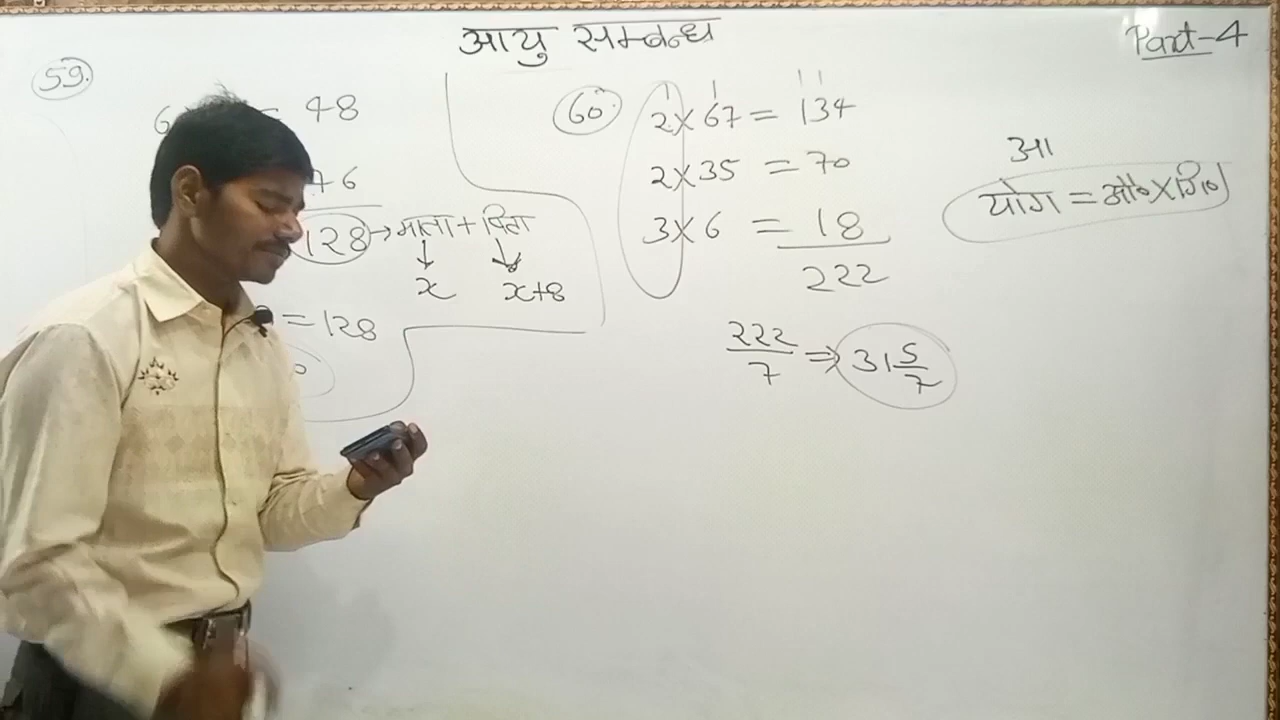 आयु सम्बन्ध
Part-4
59.
6 = 48
76
128 → माता + पिता
↓ ↓
x x+8
= 128
60
2 × 67 = 134
2 × 35 = 70
3 × 6 = 18
222
222/7 ⇒ 31 5/7
आ
योग = औ० × गि०